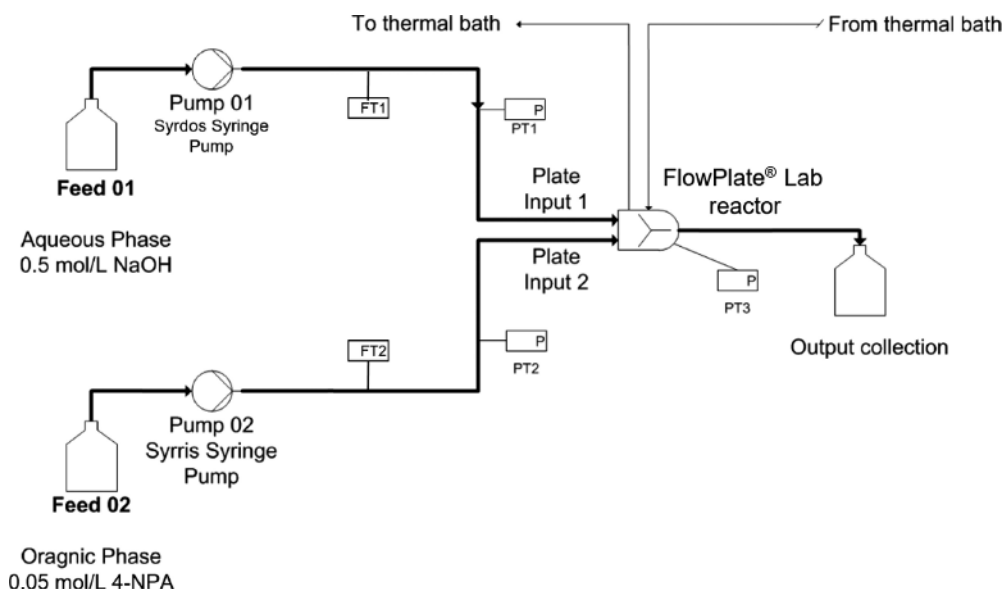 To thermal bath
From thermal bath
Pump 01
Syrdos Syringe
Pump
FT1
P
PT1
Feed 01
Aqueous Phase
0.5 mol/L NaOH
Plate
Input 1
FlowPlate® Lab
reactor
Plate
Input 2
P
PT3
Output collection
FT2
P
PT2
Pump 02
Syrris Syringe
Pump
Feed 02
Oragnic Phase
0.05 mol/L 4-NPA